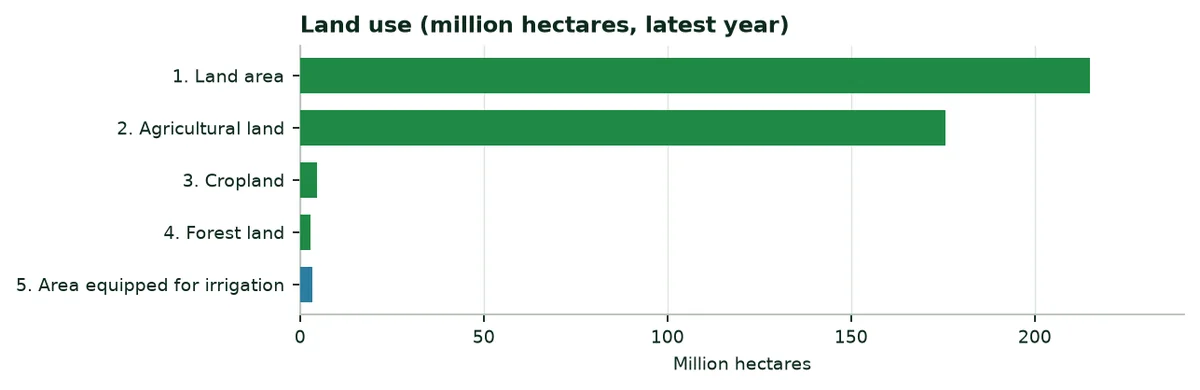 Land use (million hectares, latest year)
1. Land area
2. Agricultural land
3. Cropland
4. Forest land
5. Area equipped for irrigation
0 50 100 150 200
Million hectares